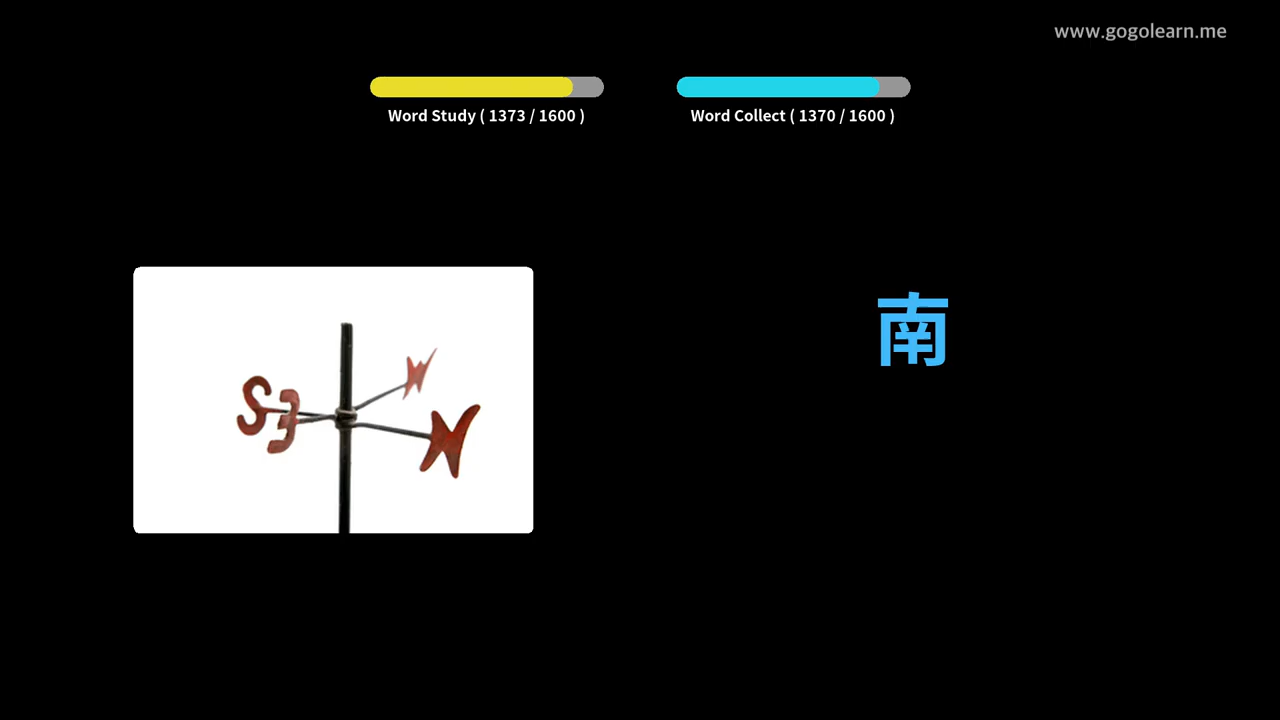 www.gogolearn.me
Word Study ( 1373 / 1600 )
Word Collect ( 1370 / 1600 )
南
S
E
N